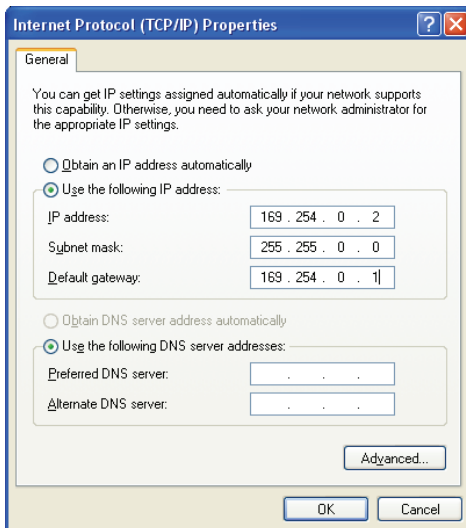 Internet Protocol (TCP/IP) Properties
General
You can get IP settings assigned automatically if your network supports
this capability. Otherwise, you need to ask your network administrator for
the appropriate IP settings.
Obtain an IP address automatically
Use the following IP address:
IP address: 169 . 254 . 0 . 2
Subnet mask: 255 . 255 . 0 . 0
Default gateway: 169 . 254 . 0 . 1
Obtain DNS server address automatically
Use the following DNS server addresses:
Preferred DNS server: . . .
Alternate DNS server: . . .
Advanced...
OK Cancel